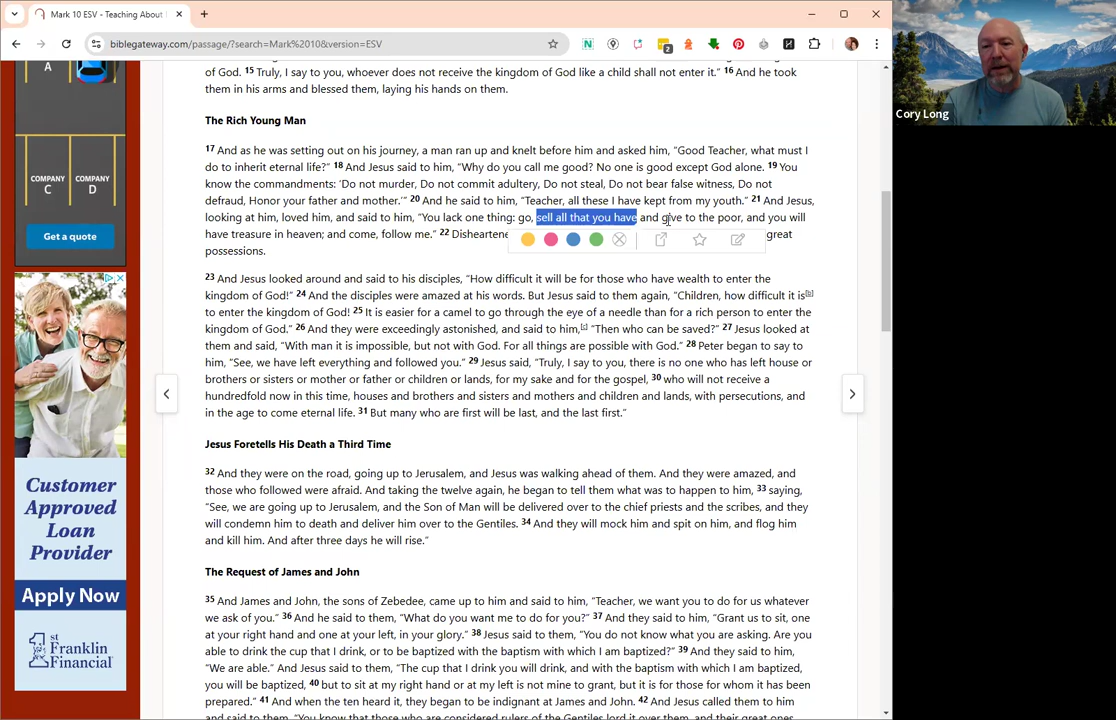 Mark 10 ESV - Teaching About
biblegateway.com/passage/?search=Mark%2010&version=ESV
2
Cory Long
A
COMPANY
C
COMPANY
D
Get a quote
Customer
Approved
Loan
Provider
Apply Now
1st
Franklin
Financial
of God. 15 Truly, I say to you, whoever does not receive the kingdom of God like a child shall not enter it.” 16 And he took
them in his arms and blessed them, laying his hands on them.
The Rich Young Man
17 And as he was setting out on his journey, a man ran up and knelt before him and asked him, “Good Teacher, what must I
do to inherit eternal life?” 18 And Jesus said to him, “Why do you call me good? No one is good except God alone. 19 You
know the commandments: ‘Do not murder, Do not commit adultery, Do not steal, Do not bear false witness, Do not
defraud, Honor your father and mother.’” 20 And he said to him, “Teacher, all these I have kept from my youth.” 21 And Jesus,
looking at him, loved him, and said to him, “You lack one thing: go, sell all that you have and give to the poor, and you will
have treasure in heaven; and come, follow me.” 22 Disheartene great
possessions.
23 And Jesus looked around and said to his disciples, “How difficult it will be for those who have wealth to enter the
kingdom of God!” 24 And the disciples were amazed at his words. But Jesus said to them again, “Children, how difficult it is[b]
to enter the kingdom of God! 25 It is easier for a camel to go through the eye of a needle than for a rich person to enter the
kingdom of God.” 26 And they were exceedingly astonished, and said to him,[c] “Then who can be saved?” 27 Jesus looked at
them and said, “With man it is impossible, but not with God. For all things are possible with God.” 28 Peter began to say to
him, “See, we have left everything and followed you.” 29 Jesus said, “Truly, I say to you, there is no one who has left house or
brothers or sisters or mother or father or children or lands, for my sake and for the gospel, 30 who will not receive a
hundredfold now in this time, houses and brothers and sisters and mothers and children and lands, with persecutions, and
in the age to come eternal life. 31 But many who are first will be last, and the last first.”
Jesus Foretells His Death a Third Time
32 And they were on the road, going up to Jerusalem, and Jesus was walking ahead of them. And they were amazed, and
those who followed were afraid. And taking the twelve again, he began to tell them what was to happen to him, 33 saying,
“See, we are going up to Jerusalem, and the Son of Man will be delivered over to the chief priests and the scribes, and they
will condemn him to death and deliver him over to the Gentiles. 34 And they will mock him and spit on him, and flog him
and kill him. And after three days he will rise.”
The Request of James and John
35 And James and John, the sons of Zebedee, came up to him and said to him, “Teacher, we want you to do for us whatever
we ask of you.” 36 And he said to them, “What do you want me to do for you?” 37 And they said to him, “Grant us to sit, one
at your right hand and one at your left, in your glory.” 38 Jesus said to them, “You do not know what you are asking. Are you
able to drink the cup that I drink, or to be baptized with the baptism with which I am baptized?” 39 And they said to him,
“We are able.” And Jesus said to them, “The cup that I drink you will drink, and with the baptism with which I am baptized,
you will be baptized, 40 but to sit at my right hand or at my left is not mine to grant, but it is for those for whom it has been
prepared.” 41 And when the ten heard it, they began to be indignant at James and John. 42 And Jesus called them to him
and said to them, “You know that those who are considered rulers of the Gentiles lord it over them, and their great ones